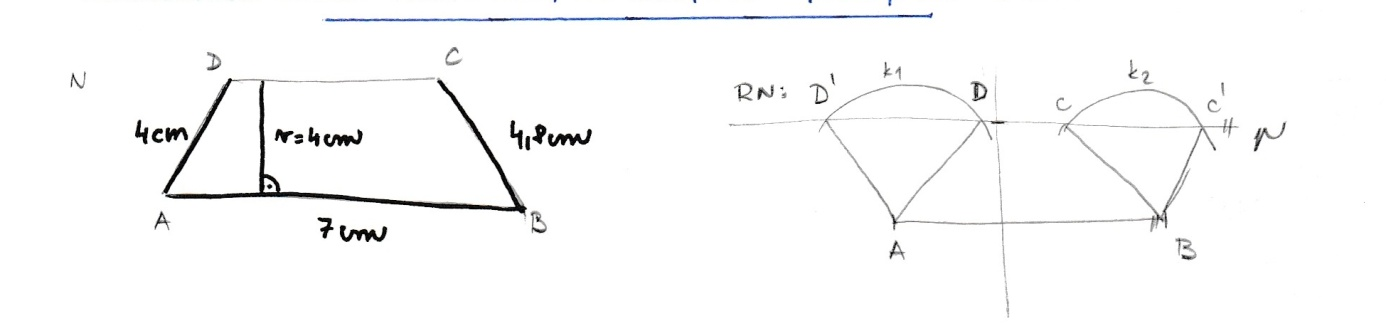 N
D C
4cm
v=4cm
4,8cm
A
7cm
B
RN: D' k1 D C k2 C'
p
A B